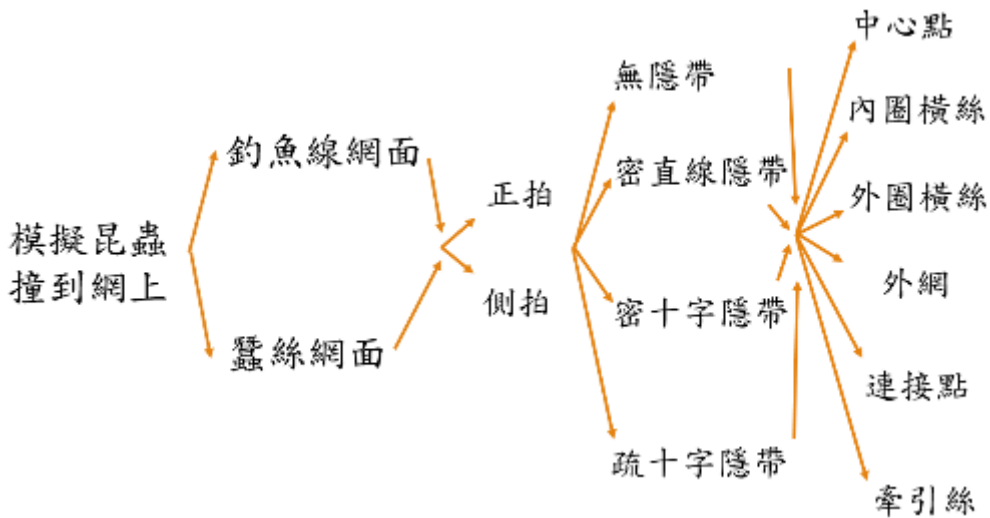 模擬昆蟲
撞到網上
釣魚線網面
蠶絲網面
正拍
側拍
無隱帶
密直線隱帶
密十字隱帶
疏十字隱帶
中心點
內圈橫絲
外圈橫絲
外網
連接點
牽引絲